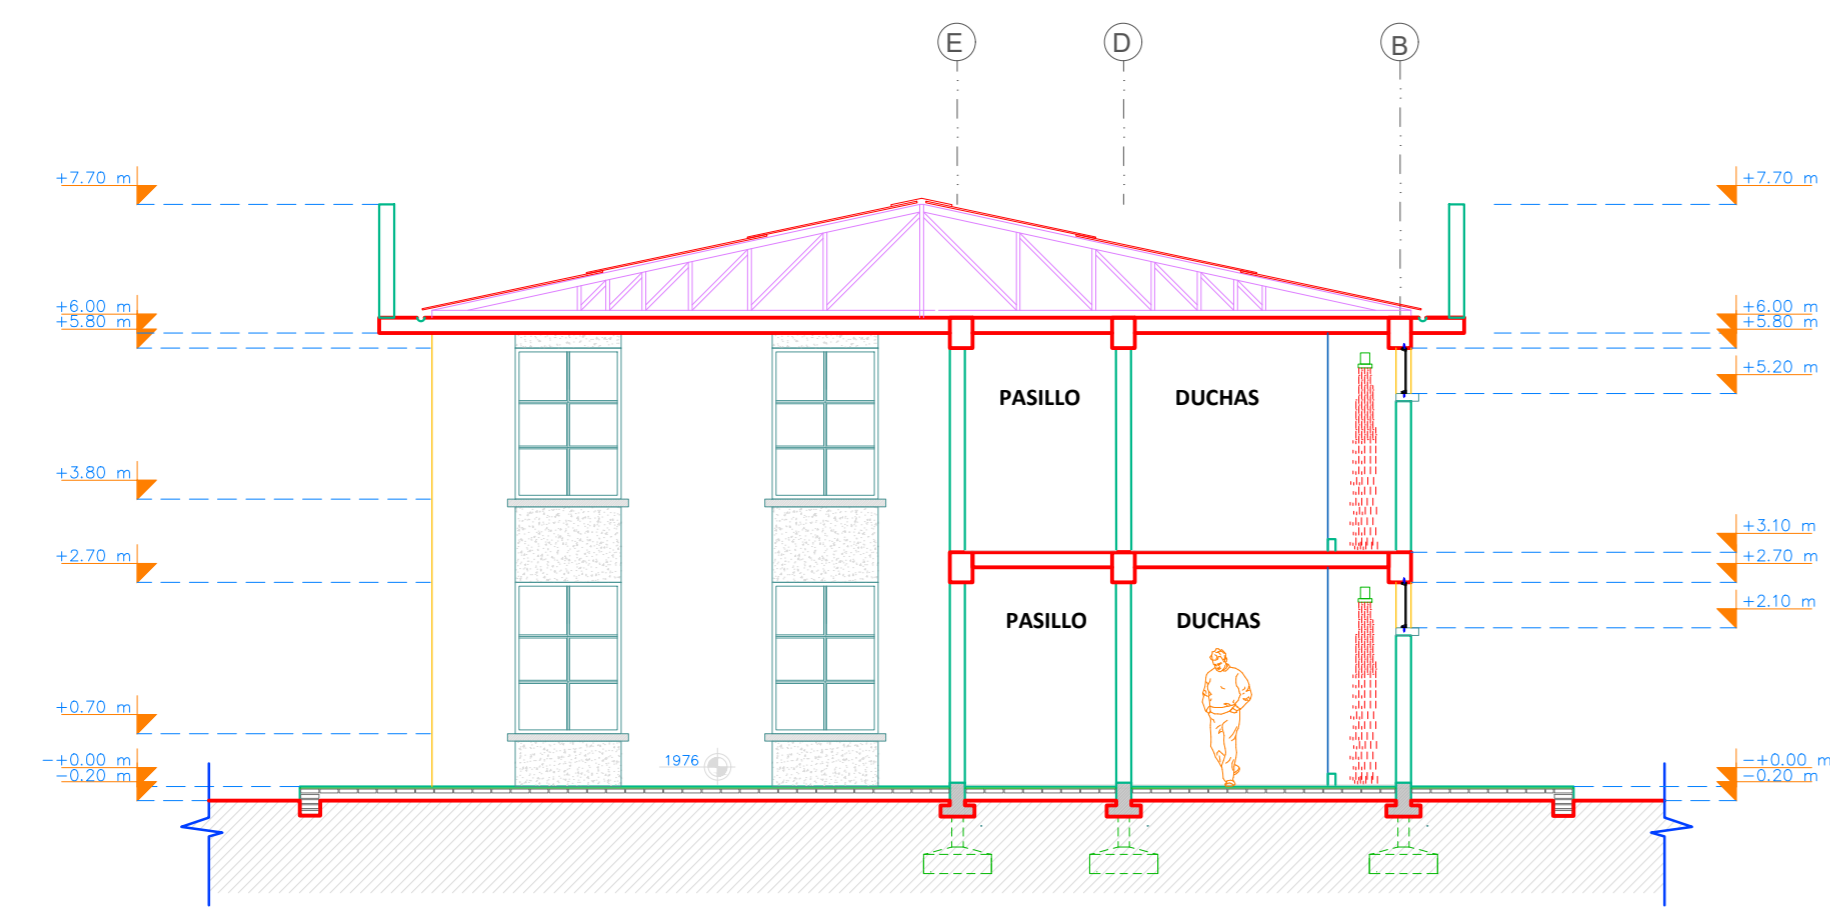 E D B
+7.70 m +7.70 m
+6.00 m +6.00 m
+5.80 m +5.80 m
+5.20 m
PASILLO DUCHAS
+3.80 m
+3.10 m
+2.70 m +2.70 m
+2.10 m
PASILLO DUCHAS
+0.70 m
1976
-+0.00 m -+0.00 m
-0.20 m -0.20 m